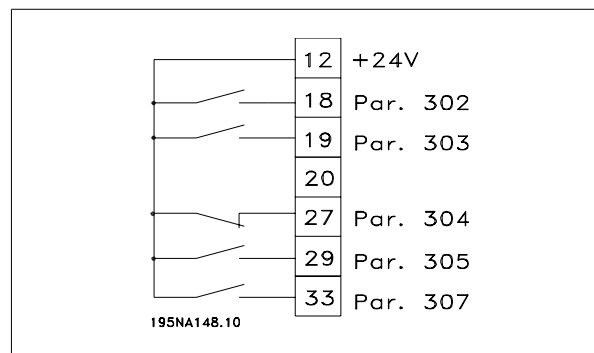 12 +24V
18 Par. 302
19 Par. 303
20
27 Par. 304
29 Par. 305
33 Par. 307
195NA148.10